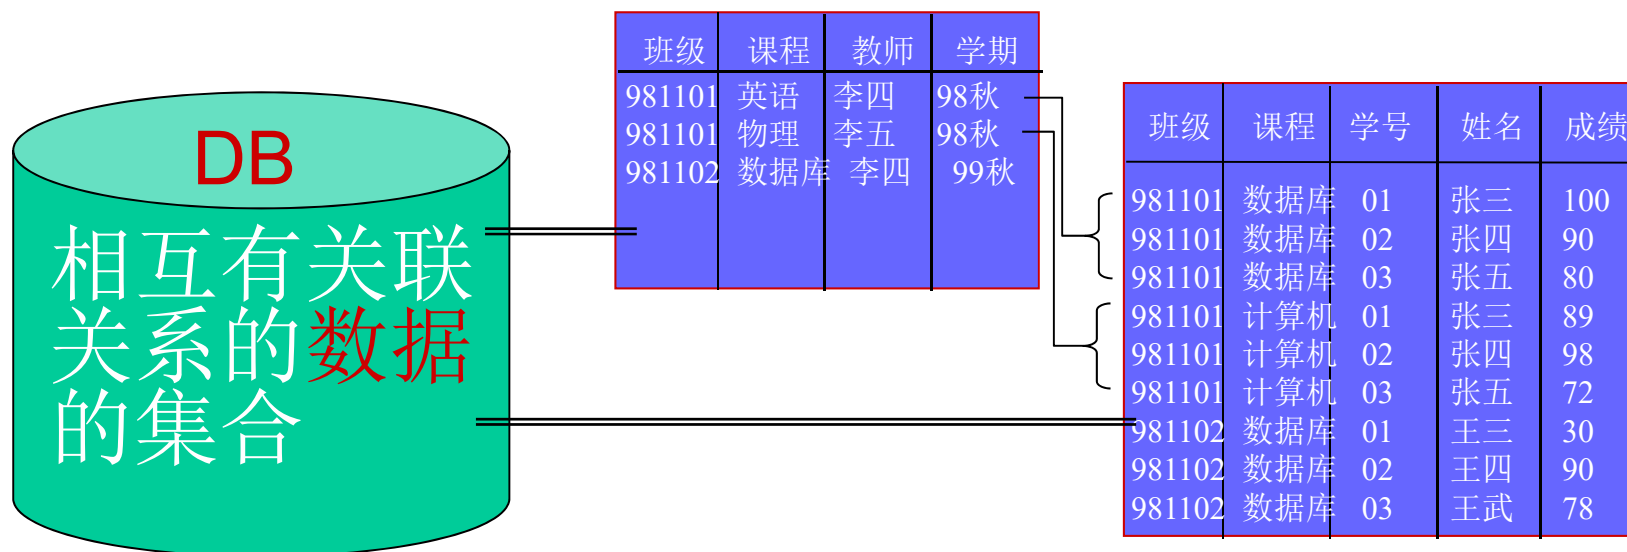 DB
相互有关联
关系的数据
的集合
班级 课程 教师 学期
981101 英语 李四 98秋
981101 物理 李五 98秋
981102 数据库 李四 99秋
班级 课程 学号 姓名 成绩
981101 数据库 01 张三 100
981101 数据库 02 张四 90
981101 数据库 03 张五 80
981101 计算机 01 张三 89
981101 计算机 02 张四 98
981101 计算机 03 张五 72
981102 数据库 01 王三 30
981102 数据库 02 王四 90
981102 数据库 03 王武 78